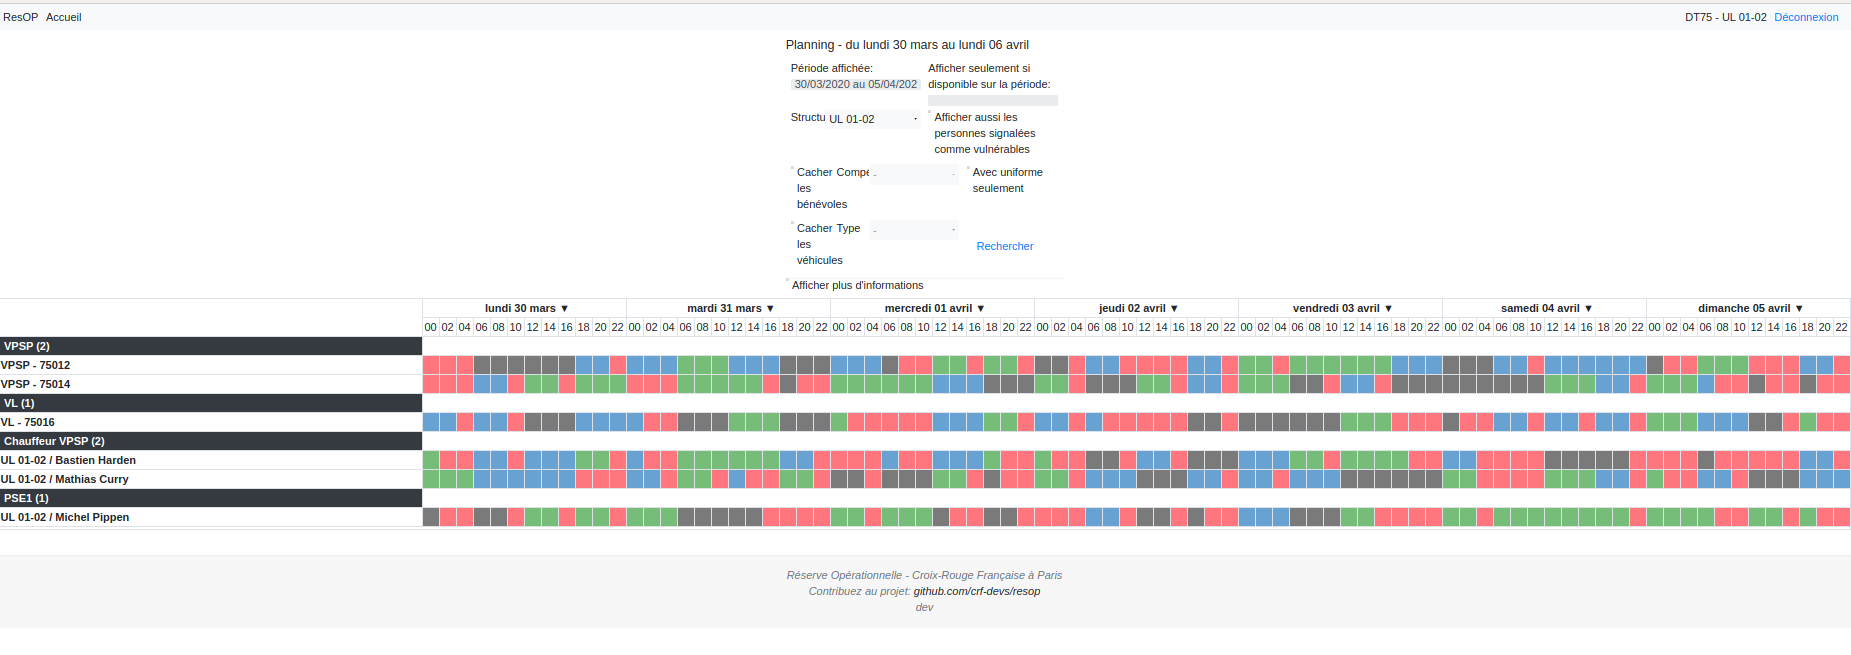 ResOP Accueil DT75 - UL 01-02 Déconnexion
Planning - du lundi 30 mars au lundi 06 avril
Période affichée: Afficher seulement si
30/03/2020 au 05/04/202 disponible sur la période:
Structu UL 01-02 Afficher aussi les
personnes signalées
comme vulnérables
Cacher Compé - Avec uniforme
les seulement
bénévoles
Cacher Type -
les Rechercher
véhicules
Afficher plus d'informations
lundi 30 mars ▼ mardi 31 mars ▼ mercredi 01 avril ▼ jeudi 02 avril ▼ vendredi 03 avril ▼ samedi 04 avril ▼ dimanche 05 avril ▼
00 02 04 06 08 10 12 14 16 18 20 22 00 02 04 06 08 10 12 14 16 18 20 22 00 02 04 06 08 10 12 14 16 18 20 22 00 02 04 06 08 10 12 14 16 18 20 22 00 02 04 06 08 10 12 14 16 18 20 22 00 02 04 06 08 10 12 14 16 18 20 22 00 02 04 06 08 10 12 14 16 18 20 22
VPSP (2)
VPSP - 75012
VPSP - 75014
VL (1)
VL - 75016
Chauffeur VPSP (2)
UL 01-02 / Bastien Harden
UL 01-02 / Mathias Curry
PSE1 (1)
UL 01-02 / Michel Pippen
Réserve Opérationnelle - Croix-Rouge Française à Paris
Contribuez au projet: github.com/crf-devs/resop
dev